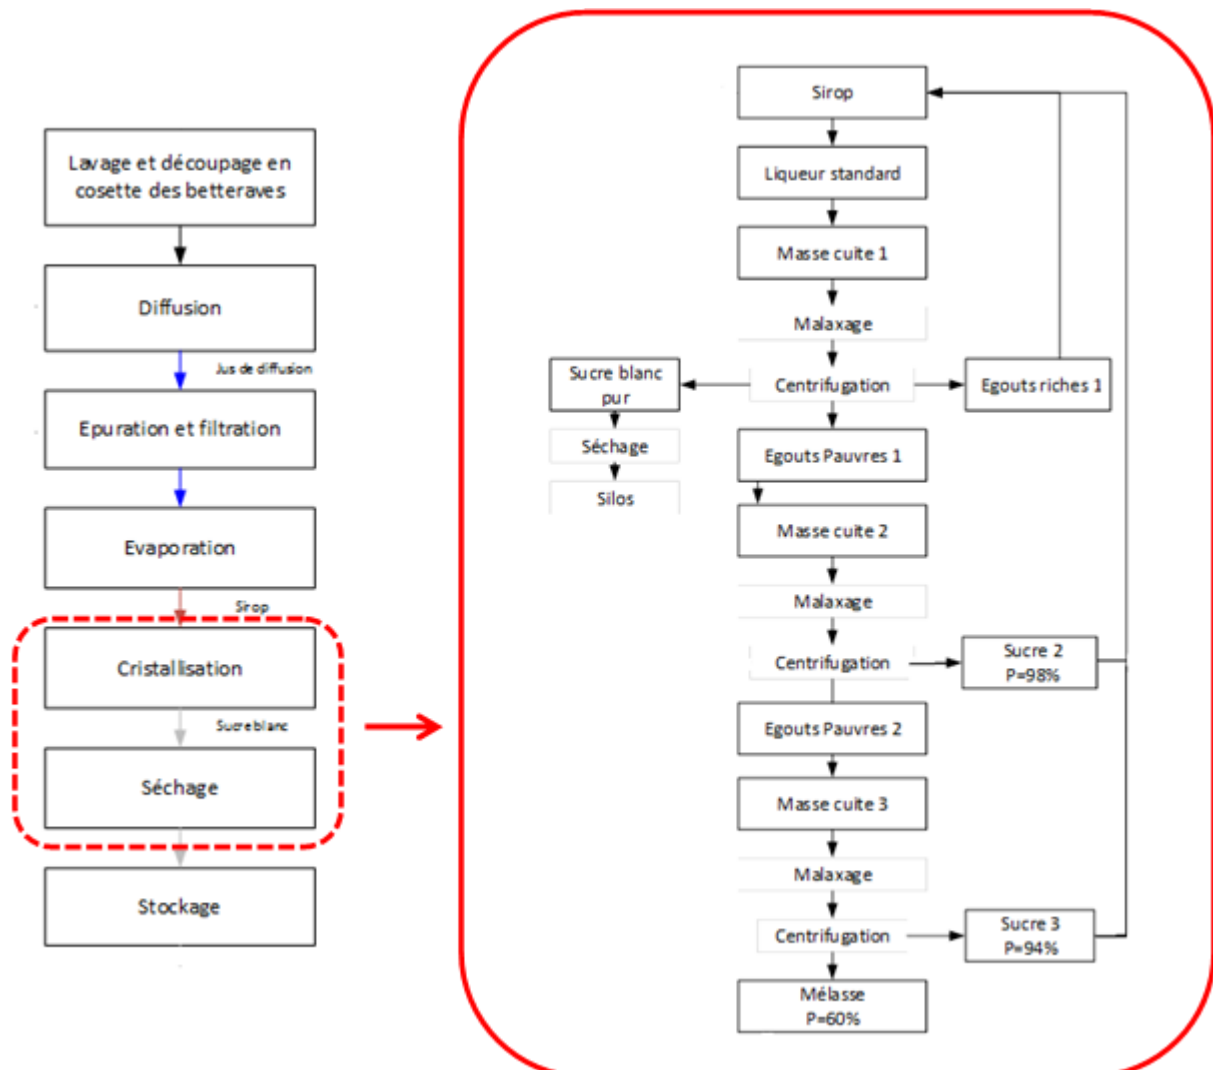 Lavage et découpage en
cosette des betteraves
Diffusion
Jus de diffusion
Epuration et filtration
Evaporation
Sirop
Cristallisation
Sucre blanc
Séchage
Stockage
Sirop
Liqueur standard
Masse cuite 1
Malaxage
Sucre blanc
pur
Centrifugation
Egouts riches 1
Séchage
Egouts Pauvres 1
Silos
Masse cuite 2
Malaxage
Centrifugation
Sucre 2
P=98%
Egouts Pauvres 2
Masse cuite 3
Malaxage
Centrifugation
Sucre 3
P=94%
Mélasse
P=60%